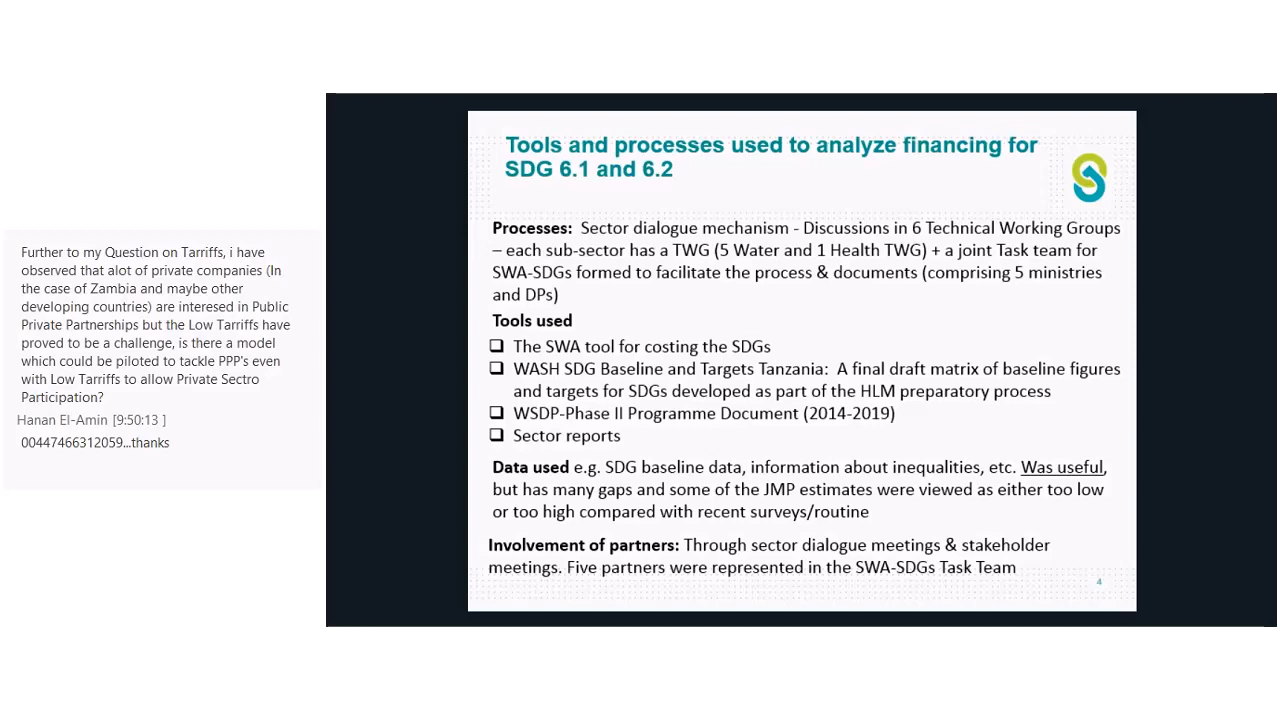 Further to my Question on Tarriffs, i have
observed that alot of private companies (In
the case of Zambia and maybe other
developing countries) are interesed in Public
Private Partnerships but the Low Tarriffs have
proved to be a challenge, is there a model
which could be piloted to tackle PPP's even
with Low Tariffs to allow Private Sectro
Participation?
Hanan El-Amin [9:50:13 ]
00447466312059...thanks
Tools and processes used to analyze financing for
SDG 6.1 and 6.2
Processes: Sector dialogue mechanism - Discussions in 6 Technical Working Groups
– each sub-sector has a TWG (5 Water and 1 Health TWG) + a joint Task team for
SWA-SDGs formed to facilitate the process & documents (comprising 5 ministries
and DPs)
Tools used
❑ The SWA tool for costing the SDGs
❑ WASH SDG Baseline and Targets Tanzania: A final draft matrix of baseline figures
and targets for SDGs developed as part of the HLM preparatory process
❑ WSDP-Phase II Programme Document (2014-2019)
❑ Sector reports
Data used e.g. SDG baseline data, information about inequalities, etc. Was useful,
but has many gaps and some of the JMP estimates were viewed as either too low
or too high compared with recent surveys/routine
Involvement of partners: Through sector dialogue meetings & stakeholder
meetings. Five partners were represented in the SWA-SDGs Task Team
4